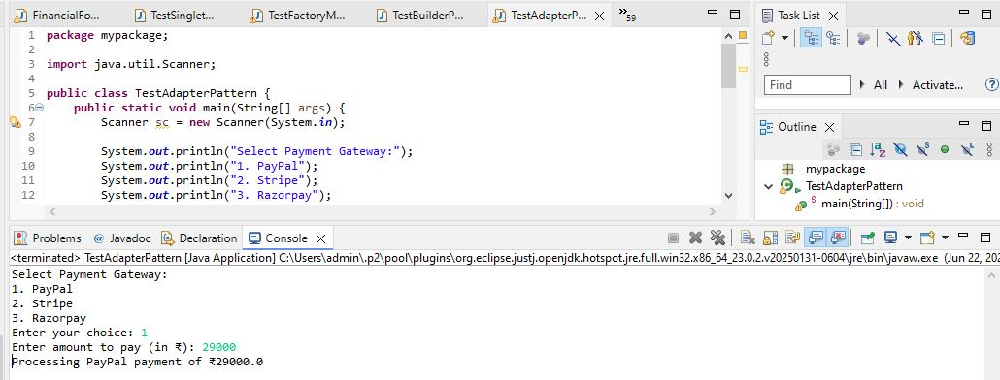 FinancialFo... TestSinglet... TestFactoryM... TestBuilderP... TestAdapterP... 59
Task List
1 package mypackage;
2
3 import java.util.Scanner;
4
5 public class TestAdapterPattern {
6 public static void main(String[] args) {
7 Scanner sc = new Scanner(System.in);
8
9 System.out.println("Select Payment Gateway:");
10 System.out.println("1. PayPal");
11 System.out.println("2. Stripe");
12 System.out.println("3. Razorpay");
Find All Activate...
Outline
mypackage
TestAdapterPattern
main(String[]) : void
Problems Javadoc Declaration Console
<terminated> TestAdapterPattern [Java Application] C:\Users\admin\.p2\pool\plugins\org.eclipse.justj.openjdk.hotspot.jre.full.win32.x86_64_23.0.2.v20250131-0604\jre\bin\javaw.exe (Jun 22, 202
Select Payment Gateway:
1. PayPal
2. Stripe
3. Razorpay
Enter your choice: 1
Enter amount to pay (in ₹): 29000
Processing PayPal payment of ₹29000.0